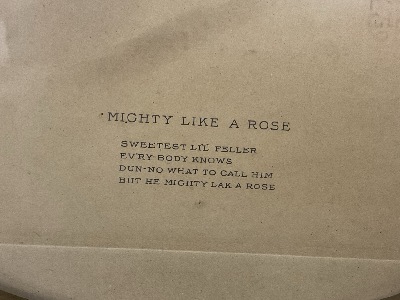 MIGHTY LIKE A ROSE
SWEETEST LI'L FELLER
EV'RY BODY KNOWS
DUN-NO WHAT TO CALL HIM
BUT HE MIGHTY LAK A ROSE